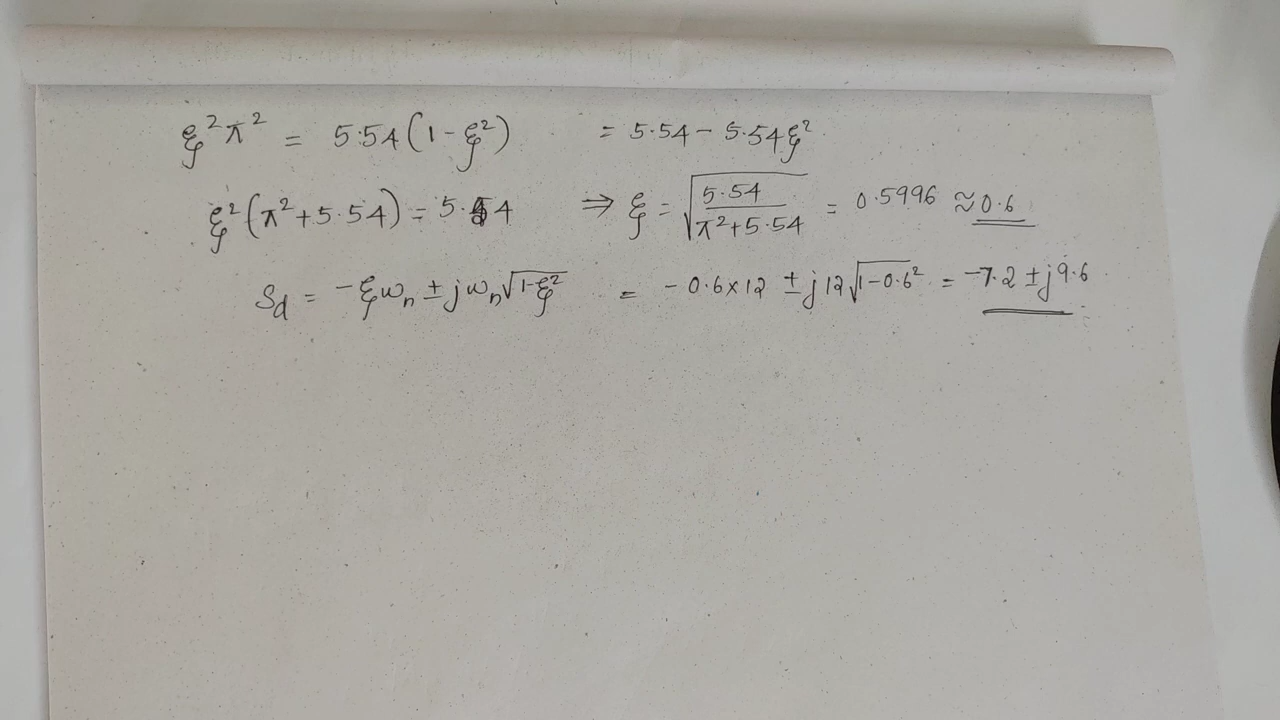 ξ²π² = 5.54(1-ξ²) = 5.54 - 5.54ξ²
ξ²(π²+5.54) = 5.54 ⇒ ξ = √(5.54/(π²+5.54)) = 0.5996 ≈ 0.6
S_d = -ξω_n ± jω_n√(1-ξ²) = -0.6×12 ± j12√(1-0.6²) = -7.2 ± j9.6